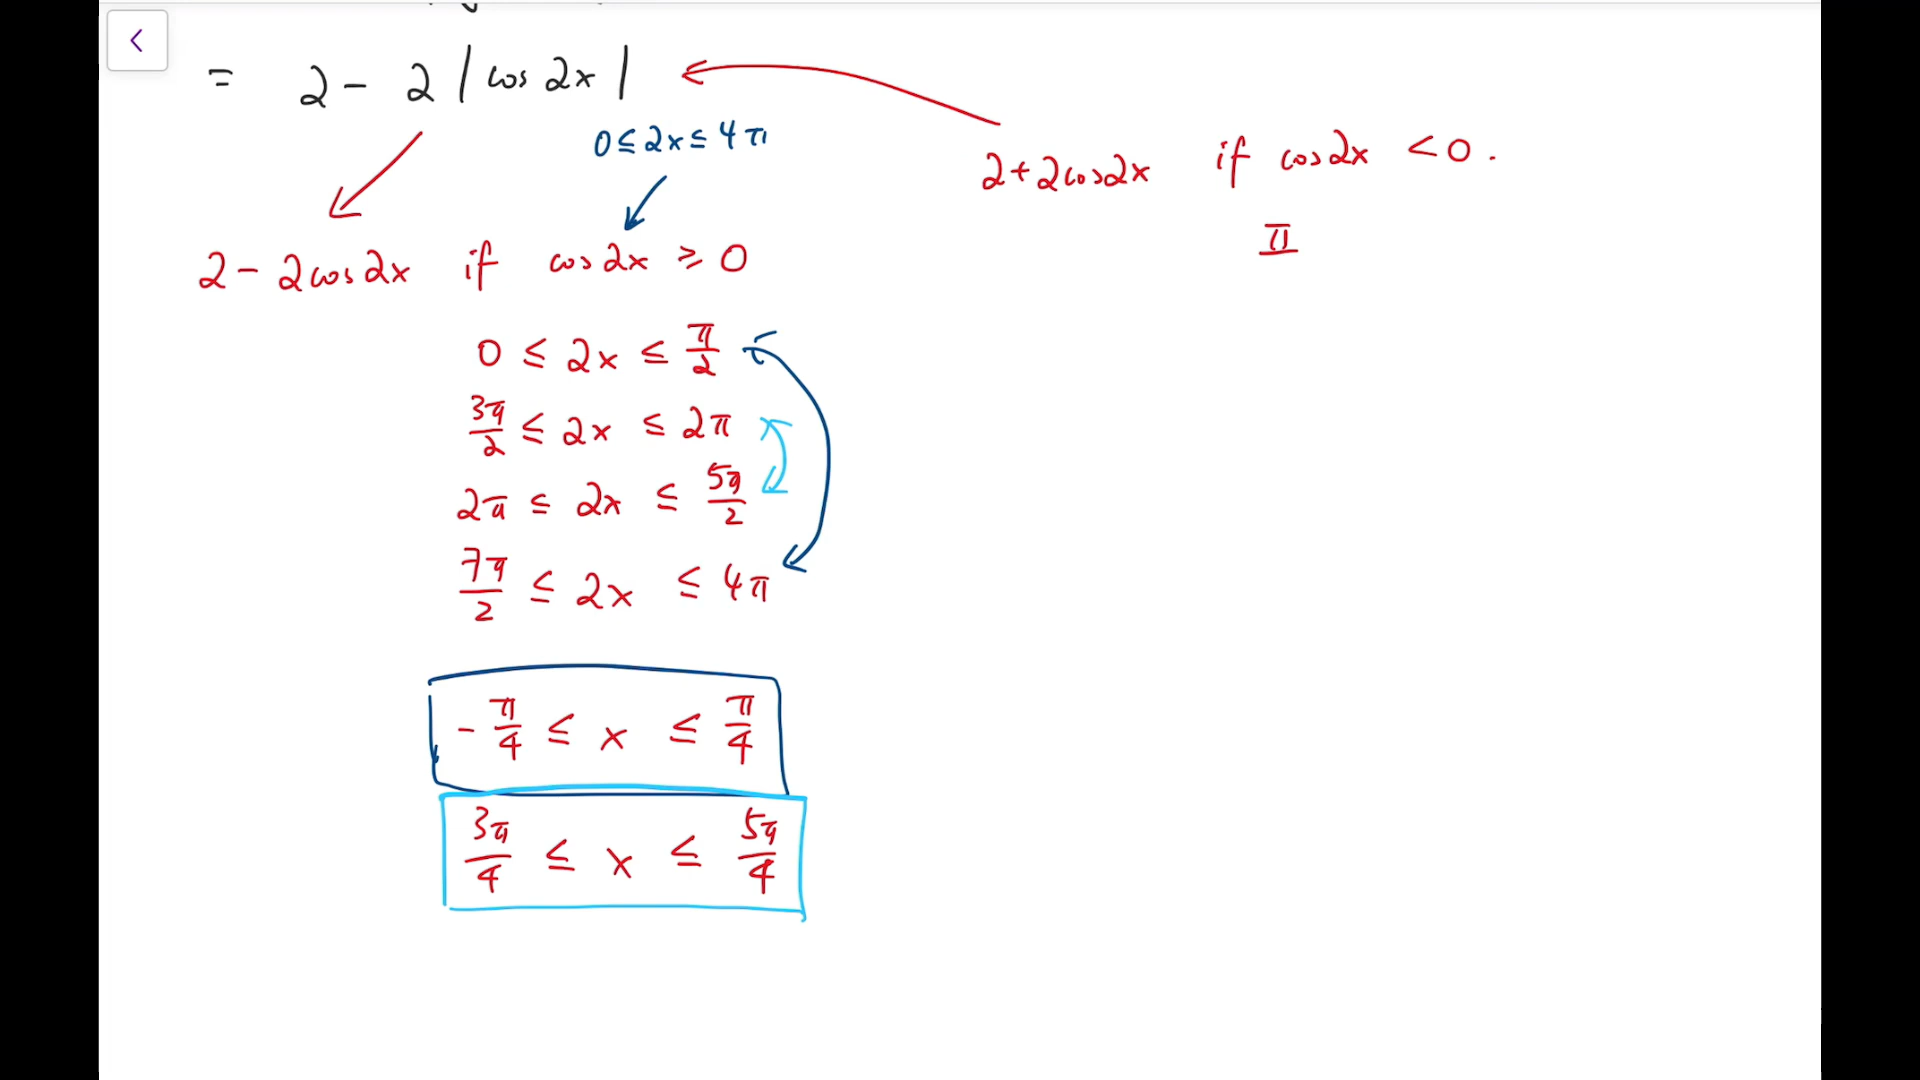 = 2 - 2 |cos 2x|
0 ≤ 2x ≤ 4π
2 + 2cos2x if cos2x < 0.
π
2 - 2cos2x if cos2x ≥ 0
0 ≤ 2x ≤ π/2
3π/2 ≤ 2x ≤ 2π
2π ≤ 2x ≤ 5π/2
7π/2 ≤ 2x ≤ 4π
-π/4 ≤ x ≤ π/4
3π/4 ≤ x ≤ 5π/4